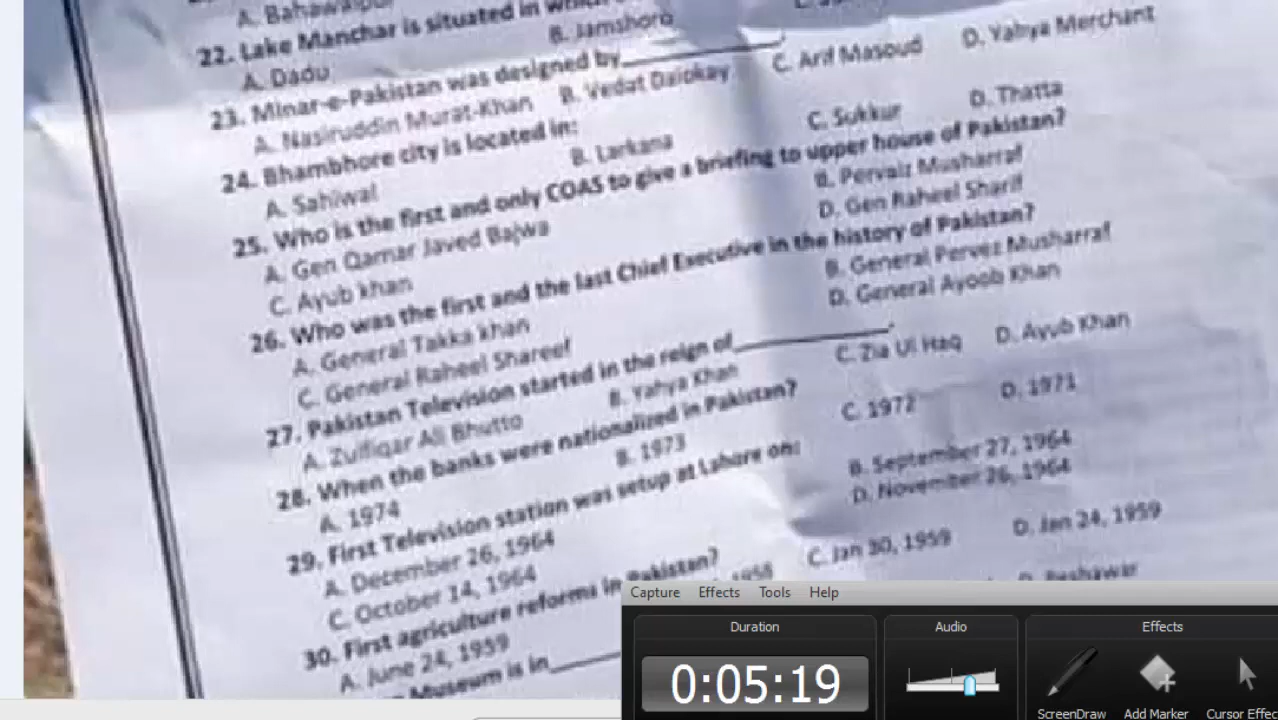 A. Bahawalpur
22. Lake Manchar is situated in
A. Dadu
B. Jamshoro
23. Minar-e-Pakistan was designed by__________.
A. Nasiruddin Murat-Khan B. Vedat Dalokay C. Arif Masoud D. Yahya Merchant
24. Bhambhore city is located in:
A. Sahiwal B. Larkana C. Sukkur D. Thatta
25. Who is the first and only COAS to give a briefing to upper house of Pakistan?
A. Gen Qamar Javed Bajwa B. Pervaiz Musharraf
C. Ayub khan D. Gen Raheel Sharif
26. Who was the first and the last Chief Executive in the history of Pakistan?
A. General Takka khan B. General Pervez Musharraf
C. General Raheel Shareef D. General Ayoob Khan
27. Pakistan Television started in the reign of__________.
A. Zulfiqar Ali Bhutto B. Yahya Khan C. Zia Ul Haq D. Ayub Khan
28. When the banks were nationalized in Pakistan?
A. 1974 B. 1973 C. 1972 D. 1971
29. First Television station was setup at Lahore on:
A. December 26, 1964 B. September 27, 1964
C. October 14, 1964 D. November 26, 1964
30. First agriculture reforms in Pakistan?
A. June 24, 1959 C. Jan 30, 1959 D. Jan 24, 1959
Museum is in
D. Peshawar
Capture Effects Tools Help
Duration Audio Effects
0:05:19
ScreenDraw Add Marker Cursor Effec